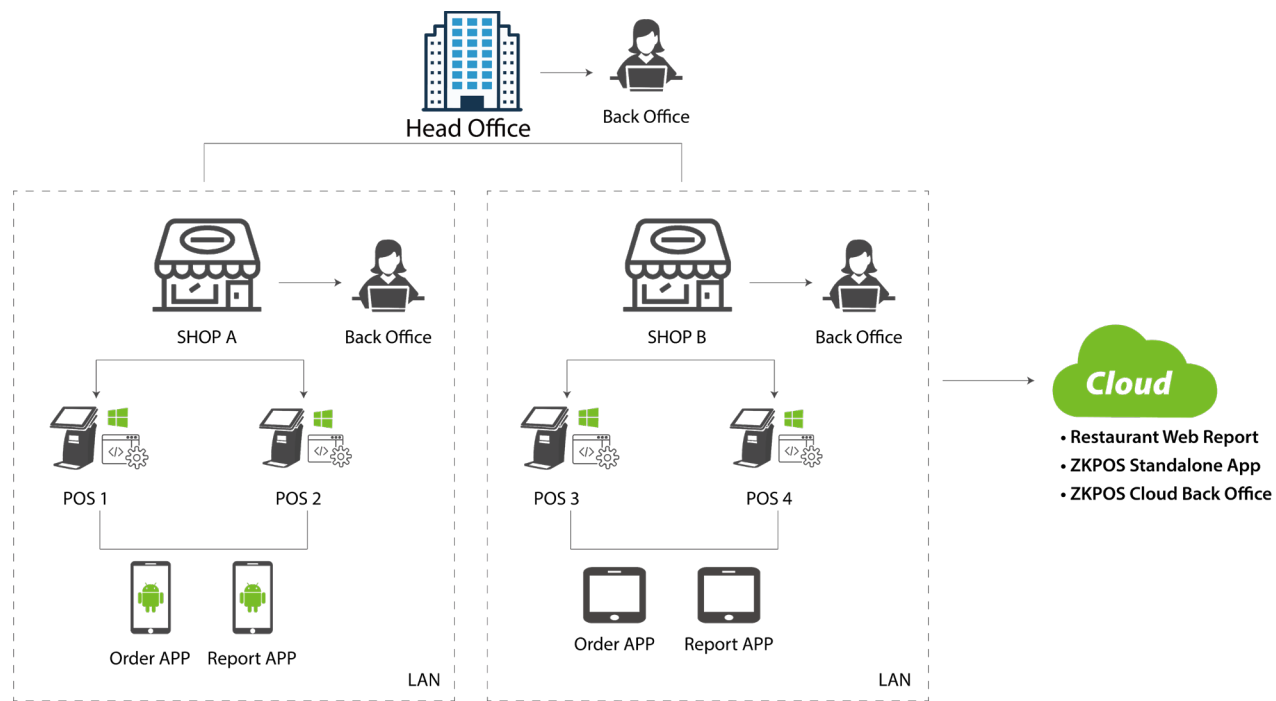 Head Office
Back Office
SHOP A
Back Office
POS 1
POS 2
Order APP
Report APP
LAN
SHOP B
Back Office
POS 3
POS 4
Order APP
Report APP
LAN
Cloud
• Restaurant Web Report
• ZKPOS Standalone App
• ZKPOS Cloud Back Office